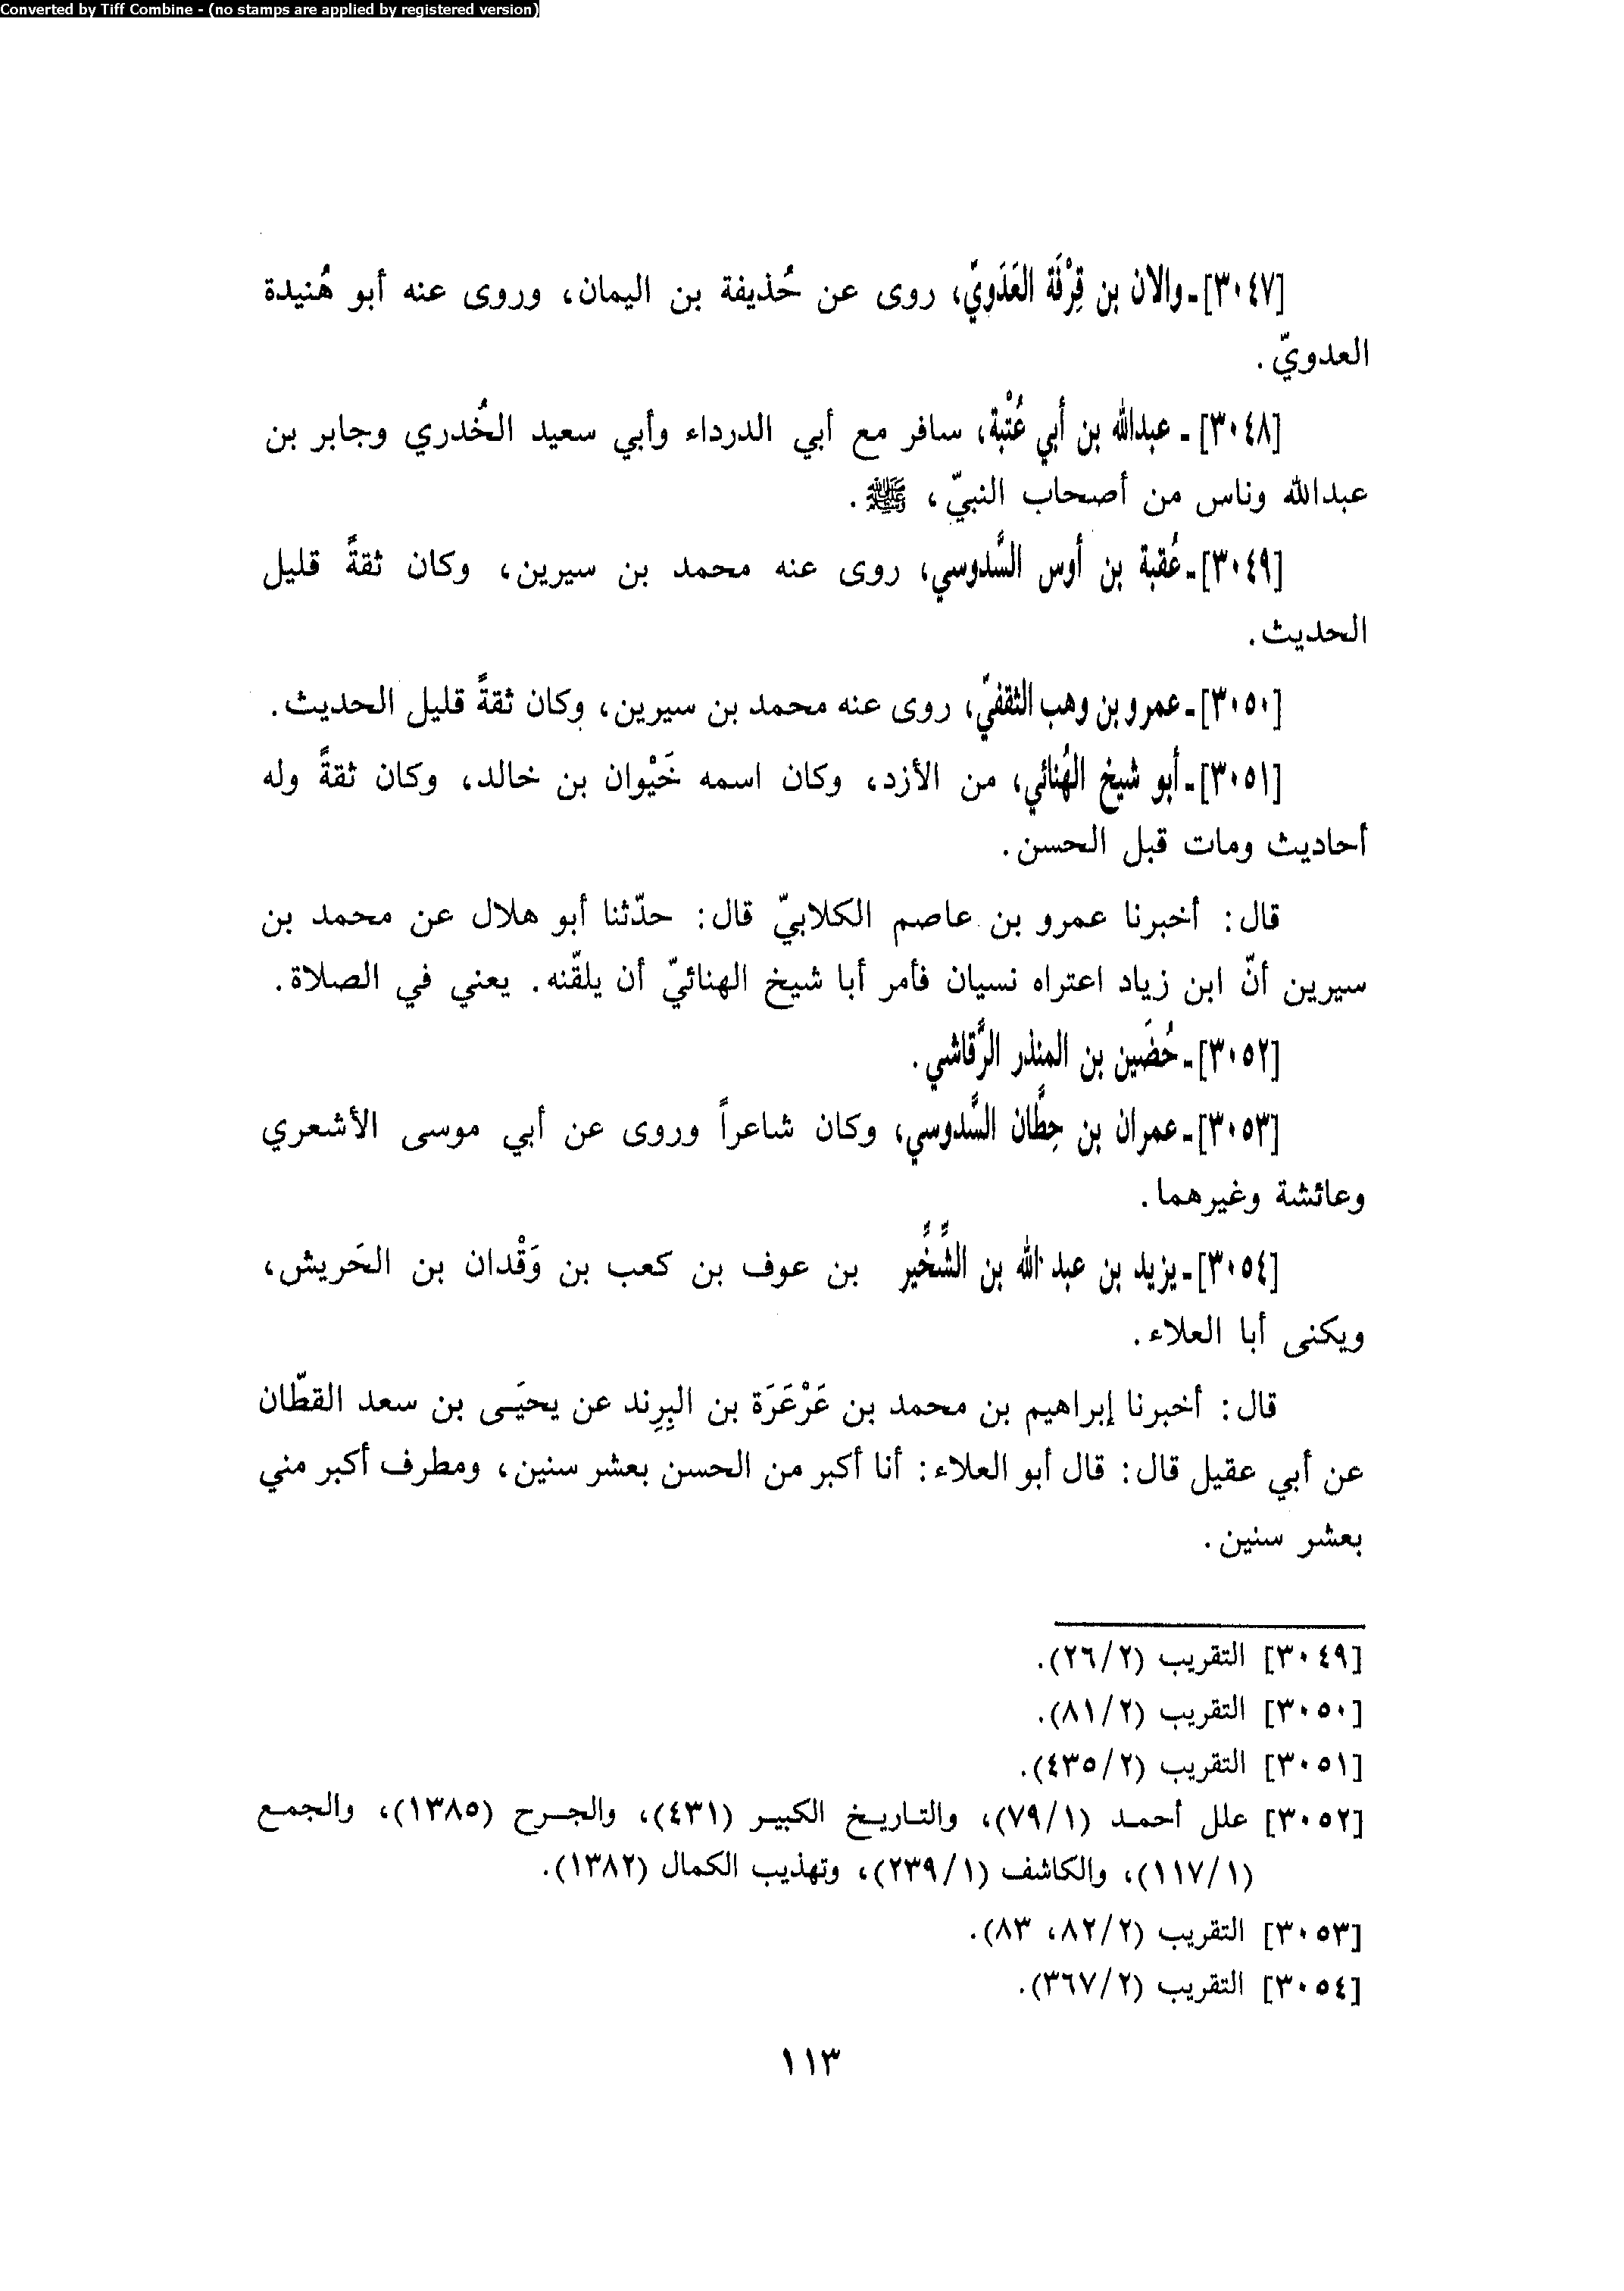 Converted by Tiff Combine - (no stamps are applied by registered version)
[٣٠٤٧]ـ والان بن قِرْفَة العَدَويّ، روى عن حُذيفة بن اليمان، وروى عنه أبو هُنيدة
العدويّ.
[٣٠٤٨] ـ عبدالله بن أبي عُتْبة، سافر مع أبي الدرداء وأبي سعيد الخُدري وجابر بن
عبدالله وناس من أصحاب النبيّ، ﷺ.
[٣٠٤٩]ـ عُقبة بن أوس السَّدوسي، روى عنه محمد بن سيرين، وكان ثقةً قليل
الحديث.
[٣٠٥٠]ـ عمرو بن وهب الثقفيّ، روى عنه محمد بن سيرين، وكان ثقةً قليل الحديث.
[٣٠٥١]ـ أبو شيخ الهُنائي، من الأزد، وكان اسمه خَيْوان بن خالد، وكان ثقةً وله
أحاديث ومات قبل الحسن.
قال: أخبرنا عمرو بن عاصم الكلابيّ قال: حدّثنا أبو هلال عن محمد بن
سيرين أنّ ابن زياد اعتراه نسيان فأمر أبا شيخ الهنائيّ أن يلقّنه. يعني في الصلاة.
[٣٠٥٢]ـ حُضَين بن المنذر الرَّقاشي.
[٣٠٥٣]ـ عمران بن حِطَّان السَّدوسي، وكان شاعراً وروى عن أبي موسى الأشعري
وعائشة وغيرهما.
[٣٠٥٤]ـ يزيد بن عبد الله بن الشِّخِّير بن عوف بن كعب بن وَقْدان بن الحَريش،
ويكنى أبا العلاء.
قال: أخبرنا إبراهيم بن محمد بن عَرْعَرَة بن البِرِند عن يحيَـى بن سعد القطّان
عن أبي عقيل قال: قال أبو العلاء: أنا أكبر من الحسن بعشر سنين، ومطرف أكبر مني
بعشر سنين.
[٣٠٤٩] التقريب (٢٦/٢).
[٣٠٥٠] التقريب (٨١/٢).
[٣٠٥١] التقريب (٤٣٥/٢).
[٣٠٥٢] علل أحمـد (٧٩/١)، والتـاريـخ الكبيـر (٤٣١)، والجـرح (١٣٨٥)، والجمـع
(١١٧/١)، والكاشف (٢٣٩/١)، وتهذيب الكمال (١٣٨٢).
[٣٠٥٣] التقريب (٨٢/٢، ٨٣).
[٣٠٥٤] التقريب (٣٦٧/٢).
١١٣